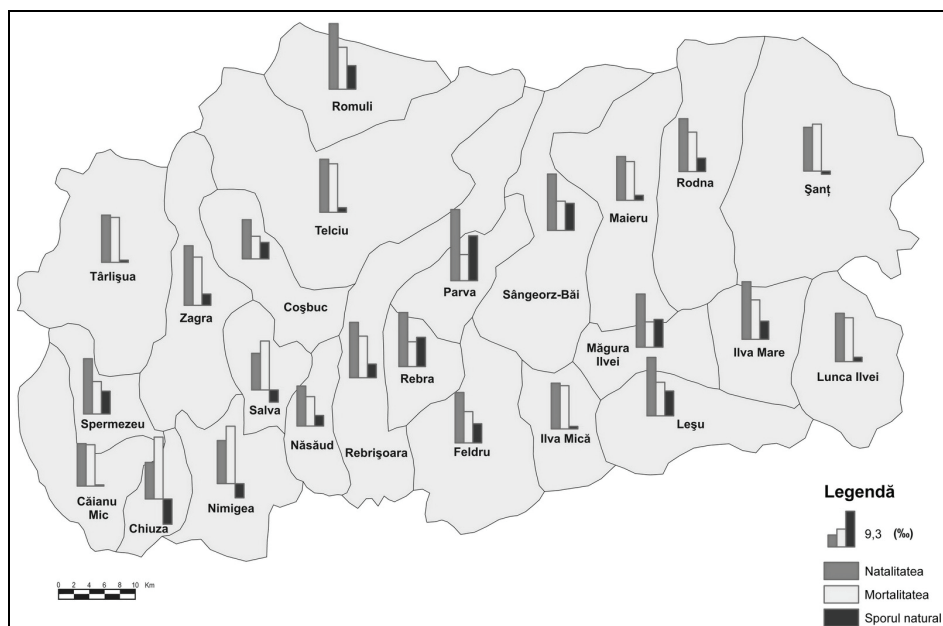 Romuli
Telciu
Rodna
Şanţ
Maieru
Târlişua
Parva
Sângeorz-Băi
Coşbuc
Zagra
Măgura
Ilvei
Ilva Mare
Lunca Ilvei
Rebra
Salva
Spermezeu
Năsăud
Rebrişoara
Feldru
Ilva Mică
Leşu
Căianu
Mic
Chiuza
Nimigea
Legendă
9,3 (‰)
Natalitatea
Mortalitatea
Sporul natural
0 2 4 6 8 10 Km